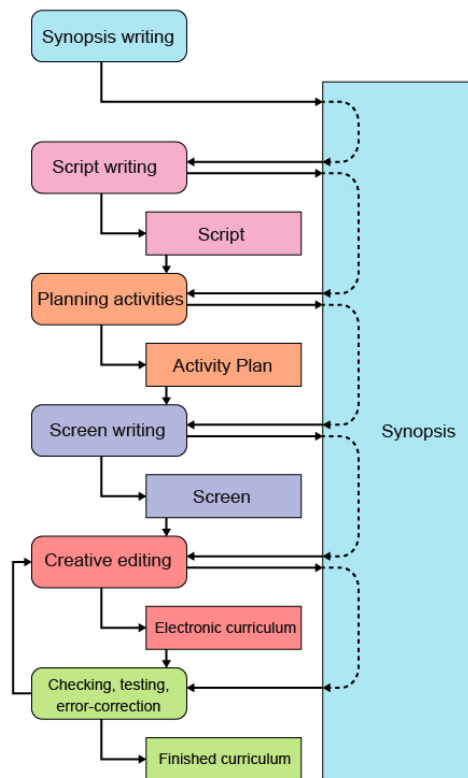 Synopsis writing
Script writing
Script
Planning activities
Activity Plan
Screen writing
Synopsis
Screen
Creative editing
Electronic curriculum
Checking, testing,
error-correction
Finished curriculum